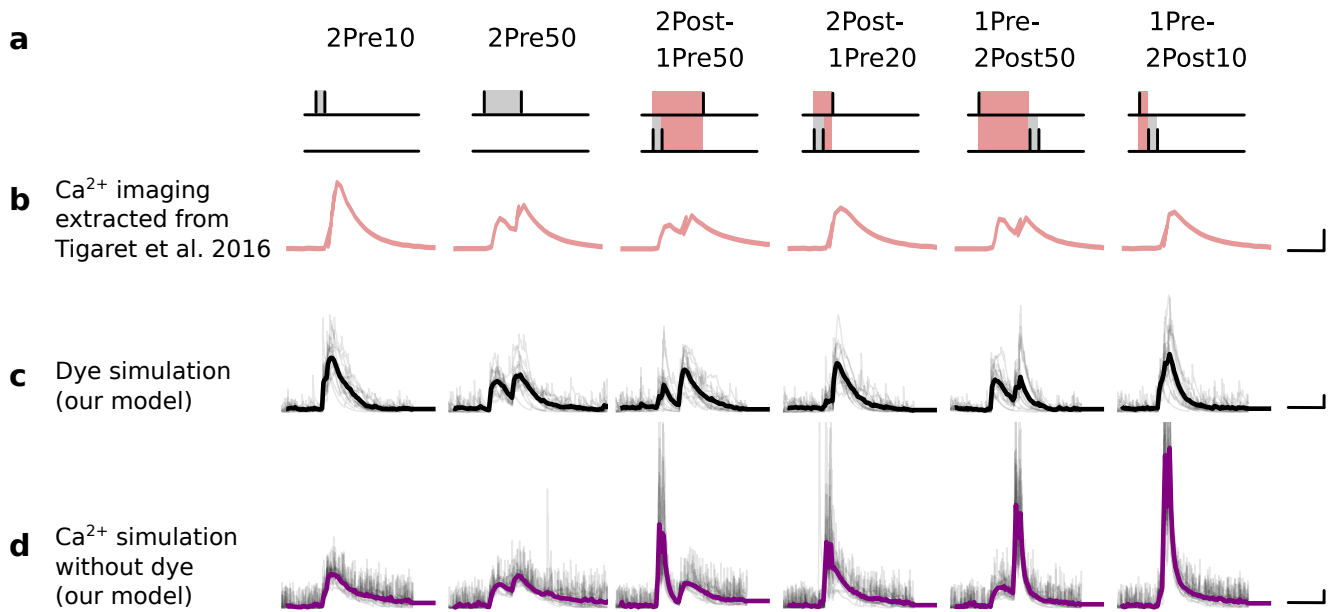 a
2Pre10
2Pre50
2Post-
1Pre50
2Post-
1Pre20
1Pre-
2Post50
1Pre-
2Post10
b
Ca²⁺ imaging
extracted from
Tigaret et al. 2016
c
Dye simulation
(our model)
d
Ca²⁺ simulation
without dye
(our model)